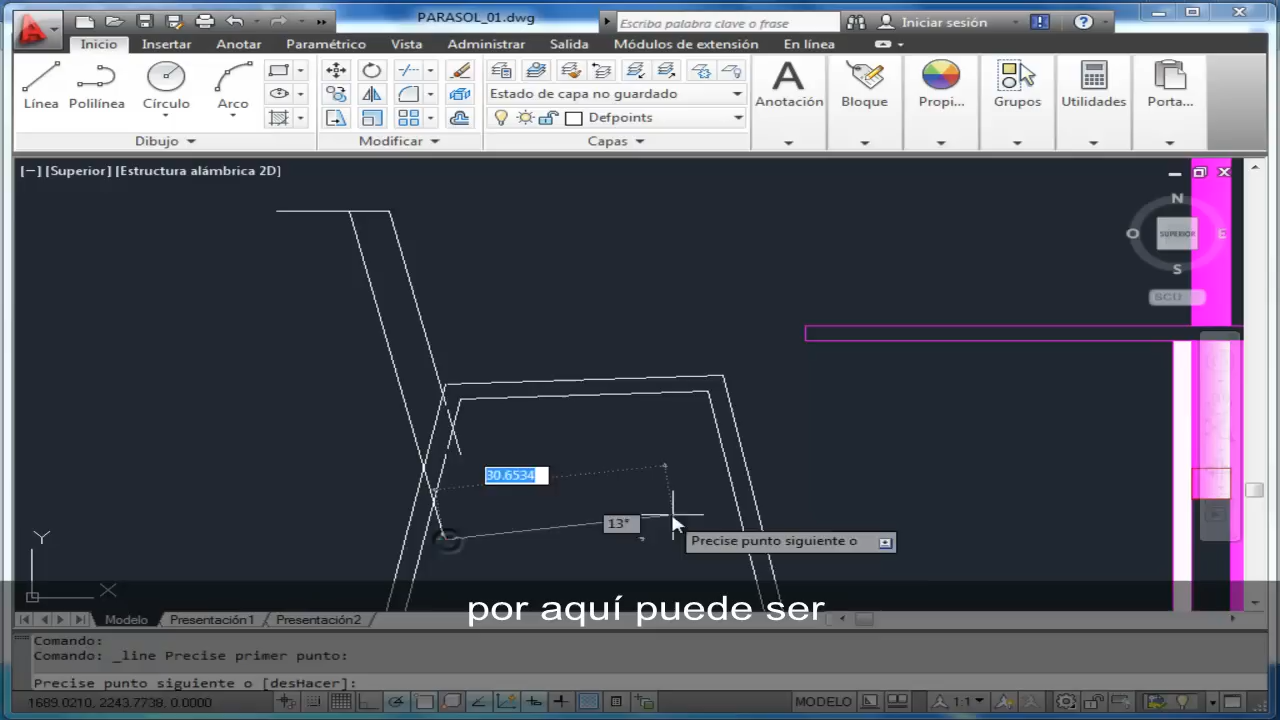 PARASOL_01.dwg
Escriba palabra clave o frase
Iniciar sesión
Inicio Insertar Anotar Paramétrico Vista Administrar Salida Módulos de extensión En línea
Línea Polilínea Círculo Arco
Estado de capa no guardado
Defpoints
Anotación Bloque Propi... Grupos Utilidades Porta...
Dibujo Modificar Capas
[−] [Superior] [Estructura alámbrica 2D]
N
O SUPERIOR E
S
SCU
30.6534
13°
Precise punto siguiente o
Y
X
por aquí puede ser
Modelo Presentación1 Presentación2
Comando:
Comando: _line Precise primer punto:
Precise punto siguiente o [desHacer]:
1689.0210, 2243.7738, 0.0000
MODELO
1:1